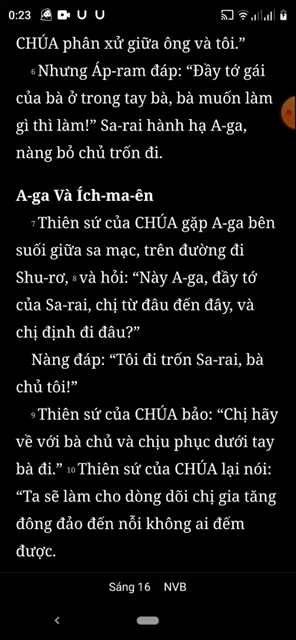 0:23
CHÚA phân xử giữa ông và tôi.”
6 Nhưng Áp-ram đáp: “Đầy tớ gái
của bà ở trong tay bà, bà muốn làm
gì thì làm!” Sa-rai hành hạ A-ga,
nàng bỏ chủ trốn đi.
A-ga Và Ích-ma-ên
7 Thiên sứ của CHÚA gặp A-ga bên
suối giữa sa mạc, trên đường đi
Shu-rơ, 8 và hỏi: “Này A-ga, đầy tớ
của Sa-rai, chị từ đâu đến đây, và
chị định đi đâu?”
Nàng đáp: “Tôi đi trốn Sa-rai, bà
chủ tôi!”
9 Thiên sứ của CHÚA bảo: “Chị hãy
về với bà chủ và chịu phục dưới tay
bà đi.” 10 Thiên sứ của CHÚA lại nói:
“Ta sẽ làm cho dòng dõi chị gia tăng
đông đảo đến nỗi không ai đếm
được.
Sáng 16 NVB